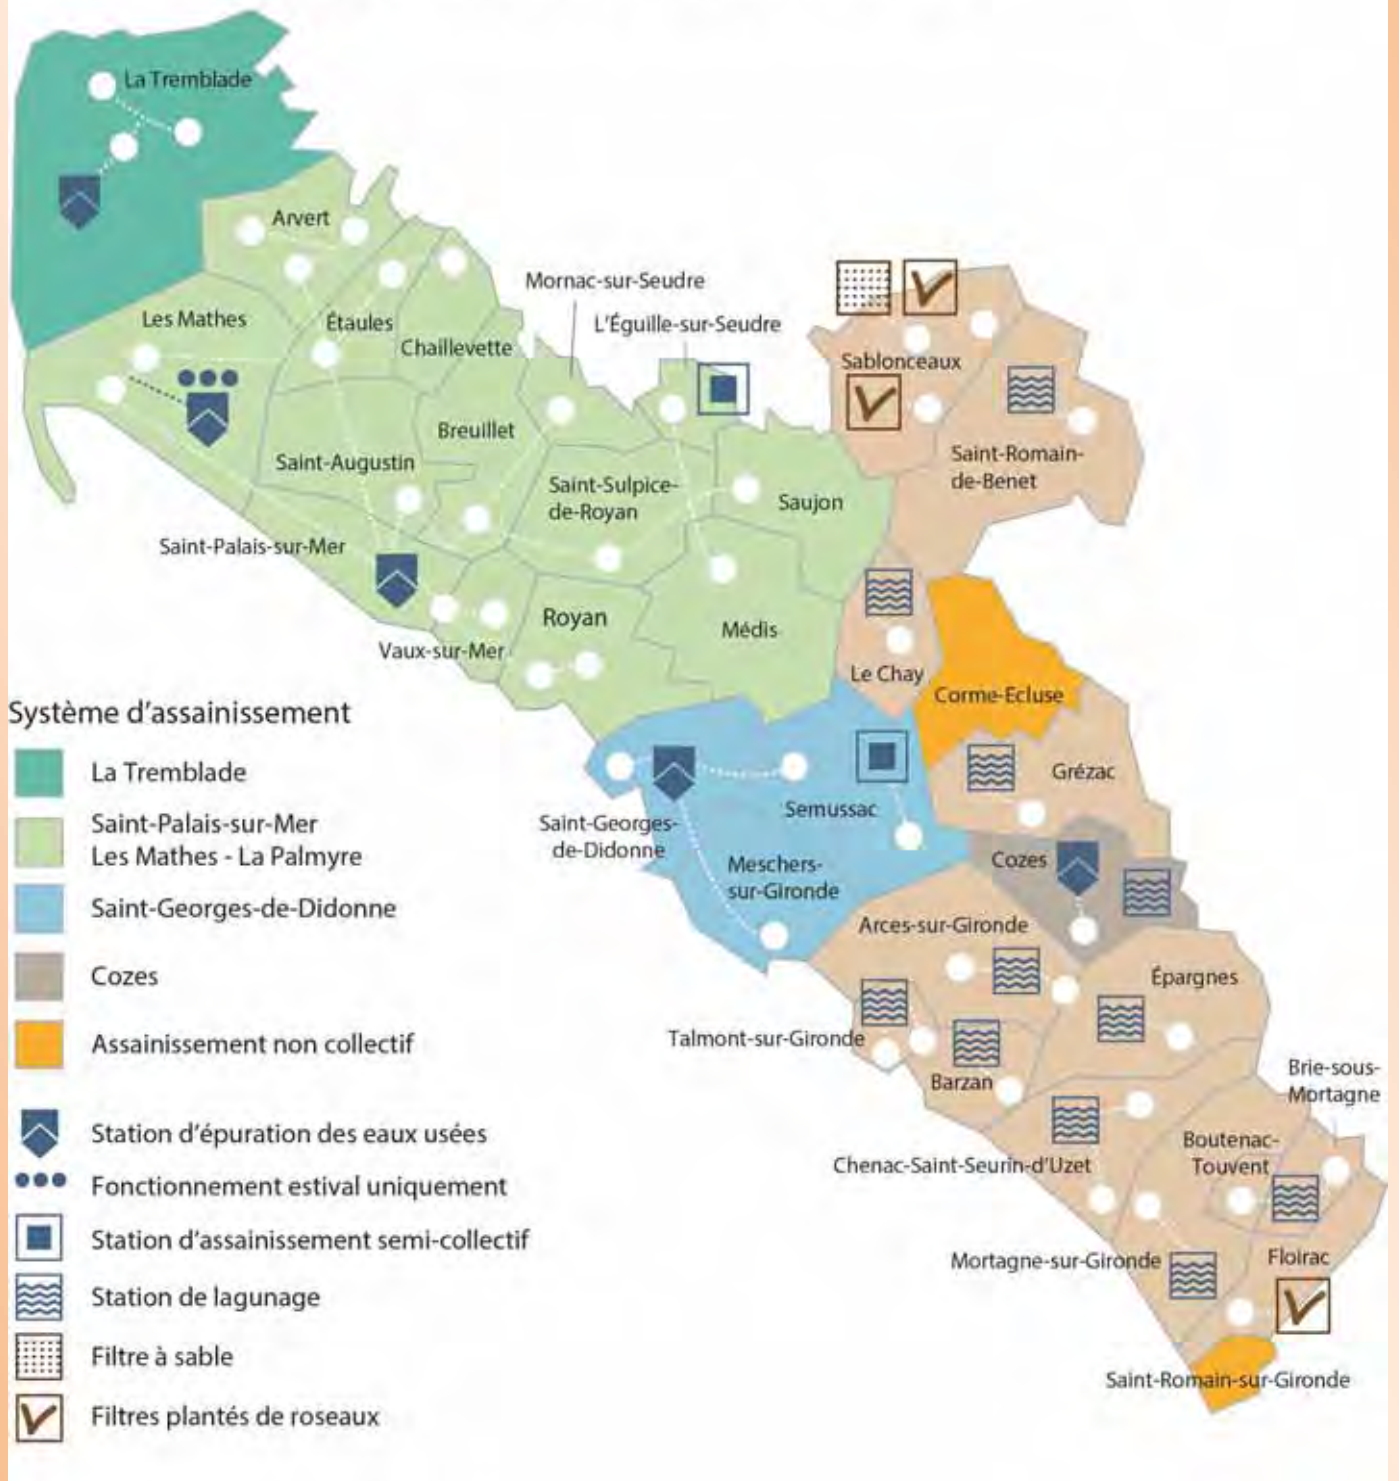 La Tremblade
Arvert
Mornac-sur-Seudre
Les Mathes
Étaules
L'Éguille-sur-Seudre
Chaillevette
Sablonceaux
Breuillet
Saint-Augustin
Saint-Romain-
de-Benet
Saint-Sulpice-
de-Royan
Saujon
Saint-Palais-sur-Mer
Royan
Médis
Vaux-sur-Mer
Le Chay
Corme-Ecluse
Système d'assainissement
La Tremblade
Saint-Palais-sur-Mer
Les Mathes - La Palmyre
Saint-Georges-de-Didonne
Cozes
Assainissement non collectif
Station d'épuration des eaux usées
Fonctionnement estival uniquement
Station d'assainissement semi-collectif
Station de lagunage
Filtre à sable
Filtres plantés de roseaux
Grézac
Semussac
Saint-Georges-
de-Didonne
Cozes
Meschers-
sur-Gironde
Arces-sur-Gironde
Épargnes
Talmont-sur-Gironde
Barzan
Brie-sous-
Mortagne
Boutenac-
Touvent
Chenac-Saint-Seurin-d'Uzet
Mortagne-sur-Gironde
Floirac
Saint-Romain-sur-Gironde